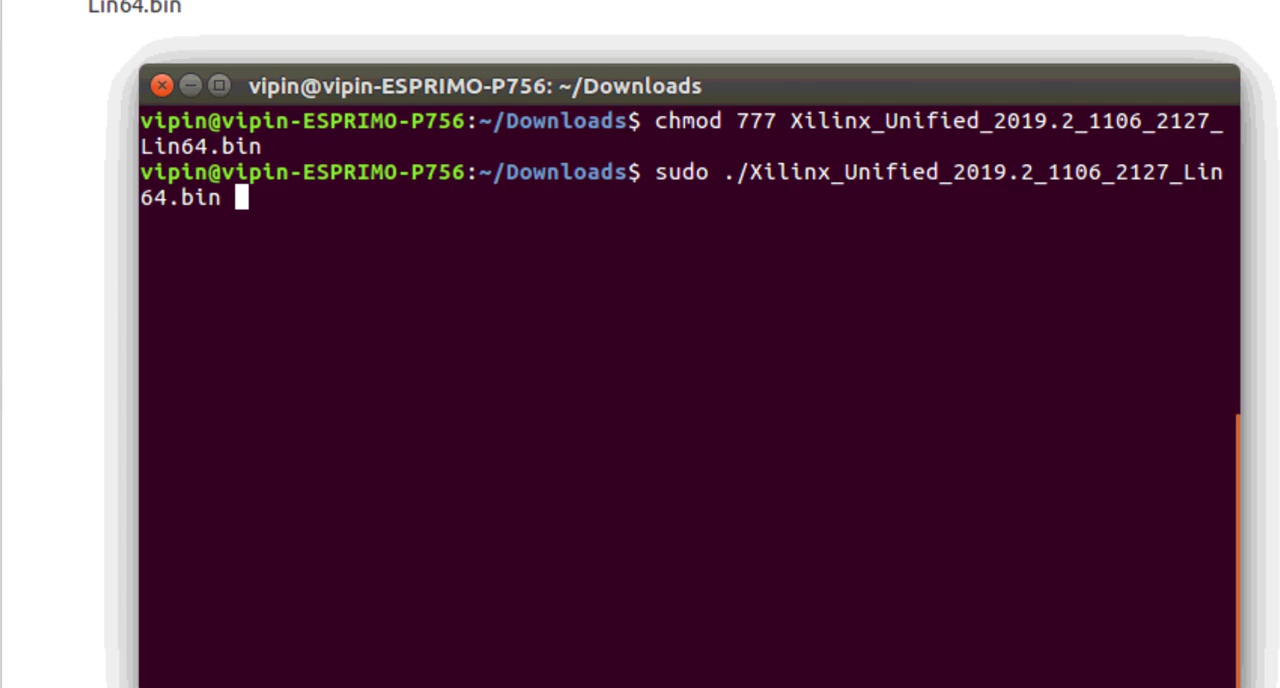 Lin64.bin
vipin@vipin-ESPRIMO-P756: ~/Downloads
vipin@vipin-ESPRIMO-P756:~/Downloads$ chmod 777 Xilinx_Unified_2019.2_1106_2127_
Lin64.bin
vipin@vipin-ESPRIMO-P756:~/Downloads$ sudo ./Xilinx_Unified_2019.2_1106_2127_Lin
64.bin